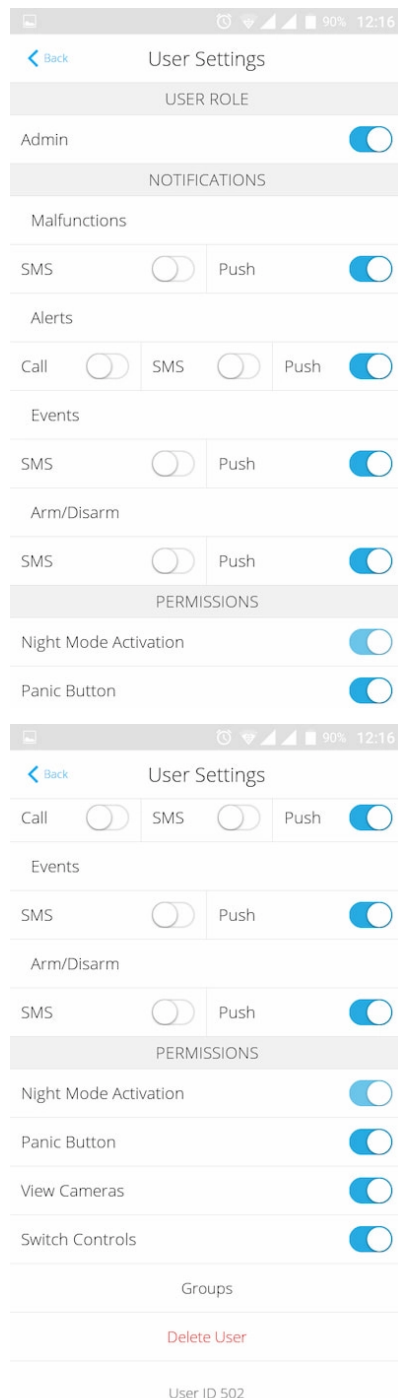 90% 12:16
Back User Settings
USER ROLE
Admin
NOTIFICATIONS
Malfunctions
SMS Push
Alerts
Call SMS Push
Events
SMS Push
Arm/Disarm
SMS Push
PERMISSIONS
Night Mode Activation
Panic Button
90% 12:16
Back User Settings
Call SMS Push
Events
SMS Push
Arm/Disarm
SMS Push
PERMISSIONS
Night Mode Activation
Panic Button
View Cameras
Switch Controls
Groups
Delete User
User ID 502